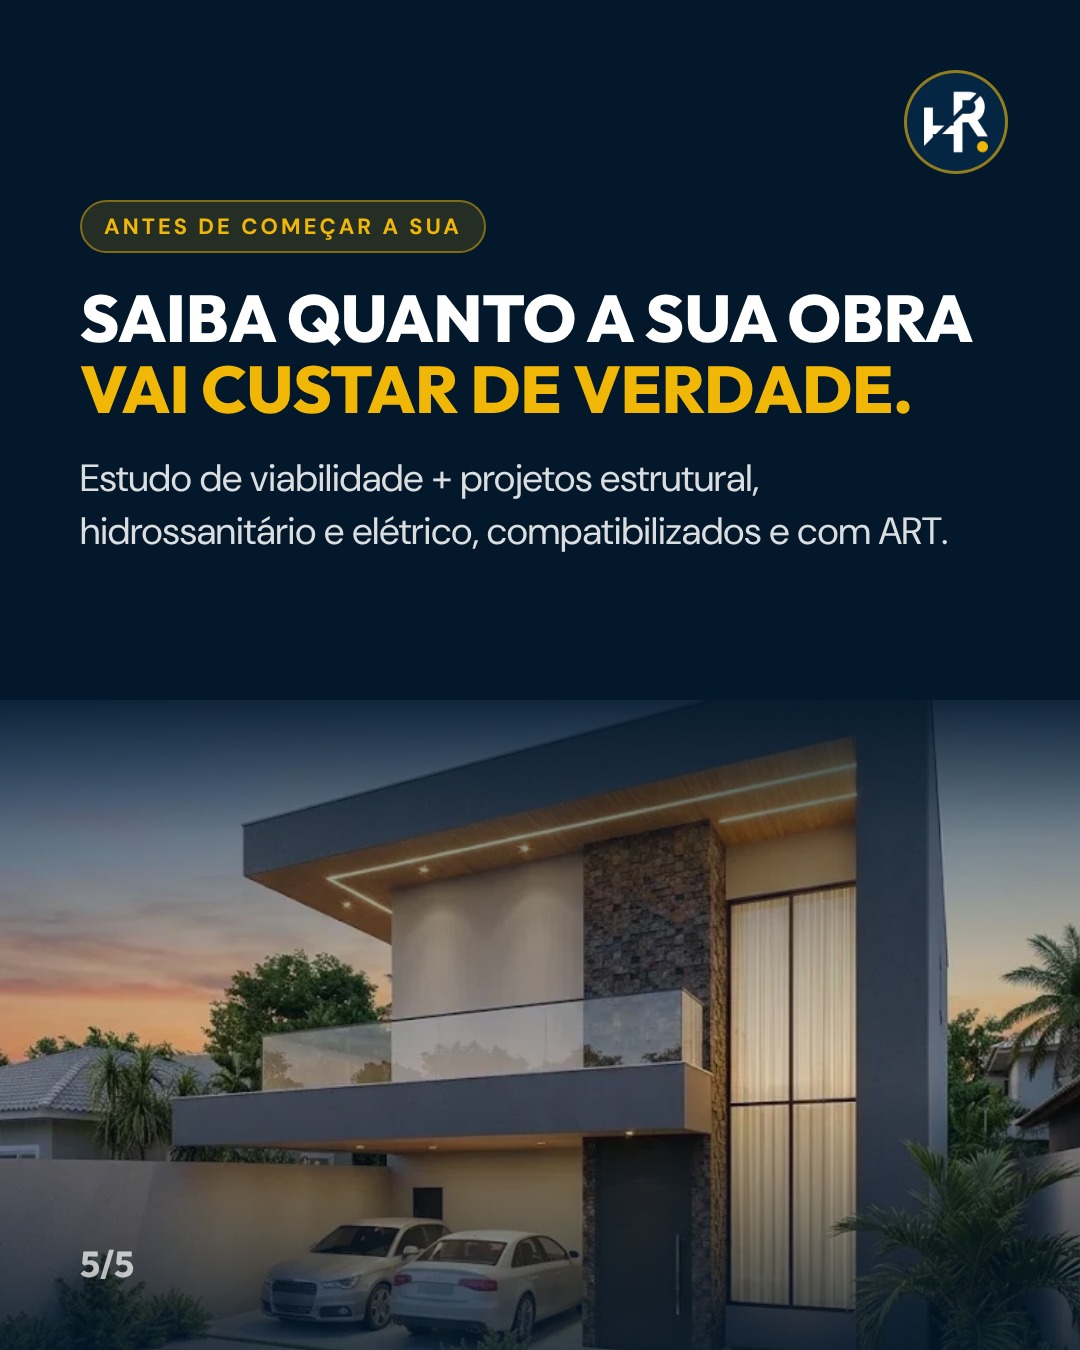 HR.
ANTES DE COMEÇAR A SUA
SAIBA QUANTO A SUA OBRA
VAI CUSTAR DE VERDADE.
Estudo de viabilidade + projetos estrutural,
hidrossanitário e elétrico, compatibilizados e com ART.
5/5